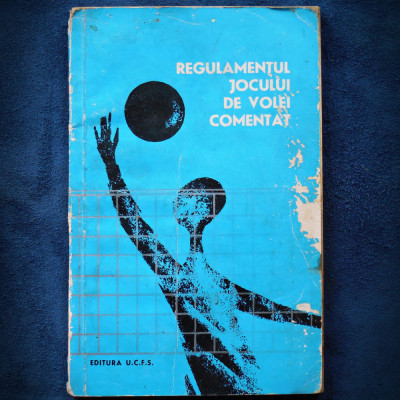 REGULAMENTUL
JOCULUI
DE VOLEI
COMENTAT
EDITURA U.C.F.S.